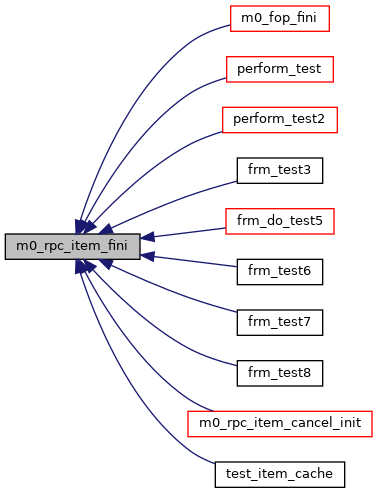 m0_fop_fini
perform_test
perform_test2
frm_test3
frm_do_test5
m0_rpc_item_fini
frm_test6
frm_test7
frm_test8
m0_rpc_item_cancel_init
test_item_cache